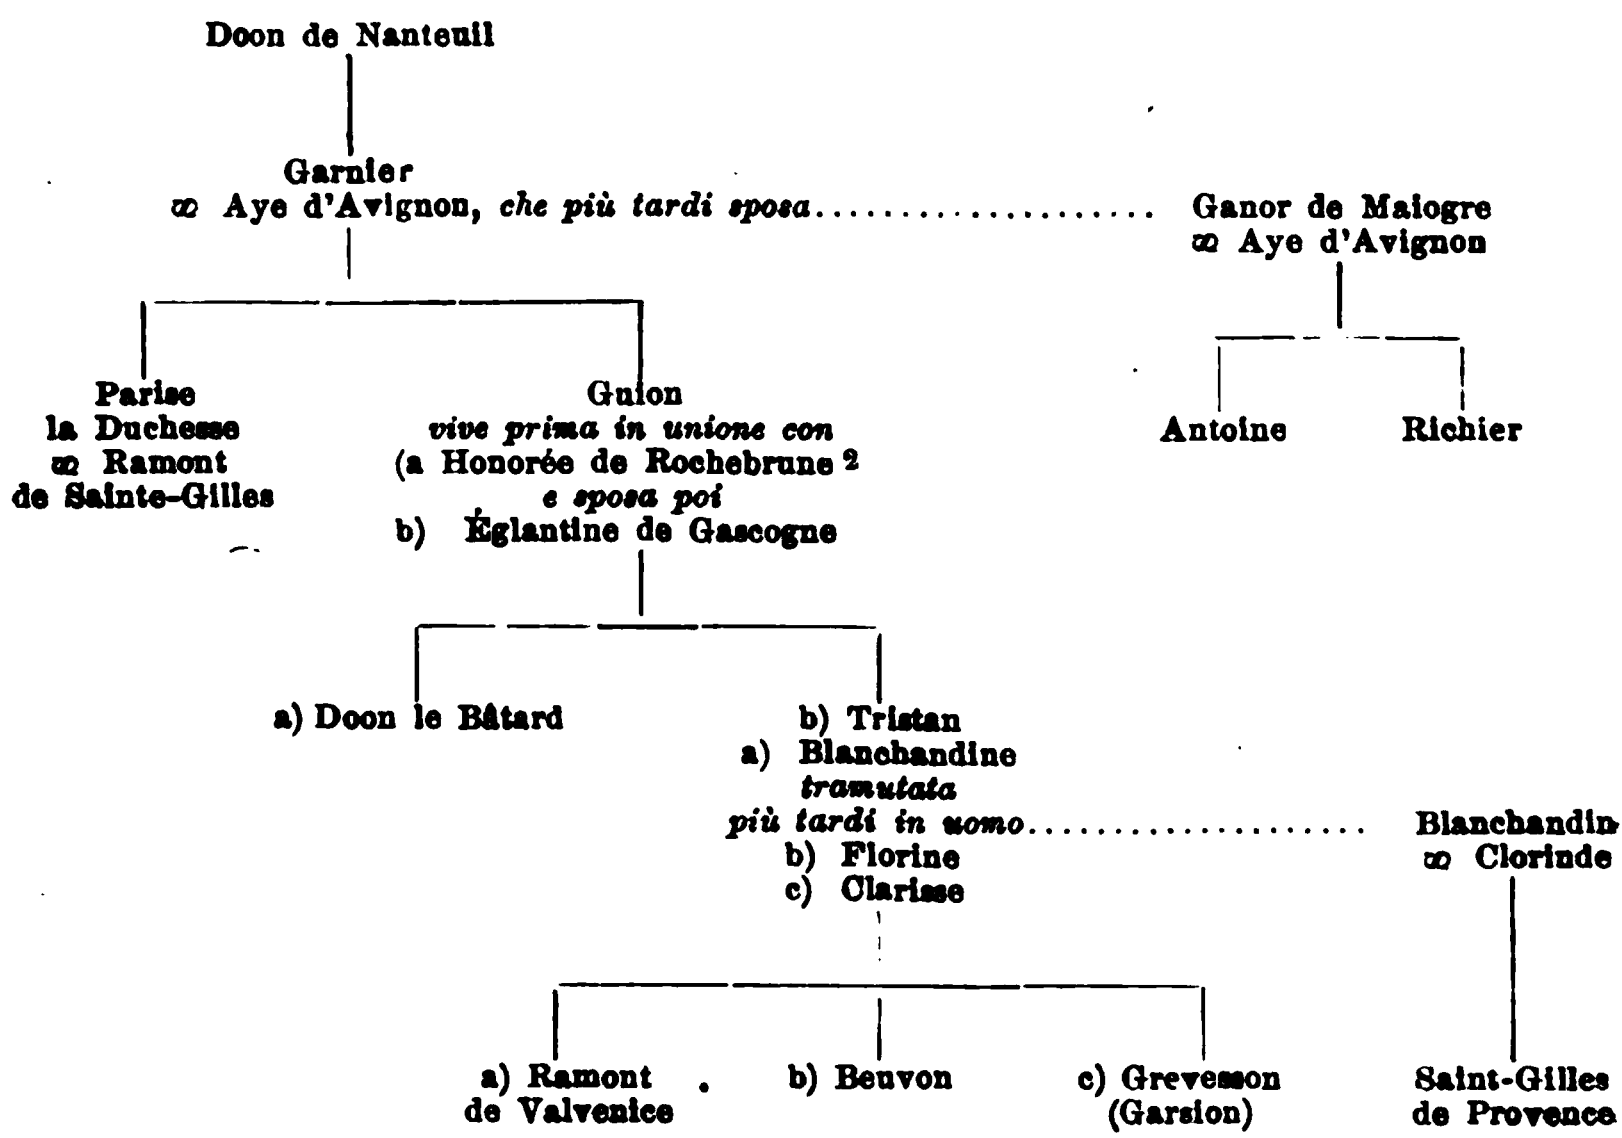 Doon de Nanteuil
Garnier
∞ Aye d'Avignon, che più tardi sposa....................
Ganor de Maiogre
∞ Aye d'Avignon
Parise
la Duchesse
∞ Ramont
de Sainte-Gilles
Guion
vive prima in unione con
(a Honorée de Rochebrune 2
e sposa poi
b) Églantine de Gascogne
Antoine
Richier
a) Doon le Bâtard
b) Tristan
a) Blanchandine
tramutata
più tardi in uomo....................
b) Florine
c) Clarisse
Blanchandin
∞ Clorinde
a) Ramont
de Valvenice
b) Beuvon
c) Grevesson
(Garsion)
Saint-Gilles
de Provence